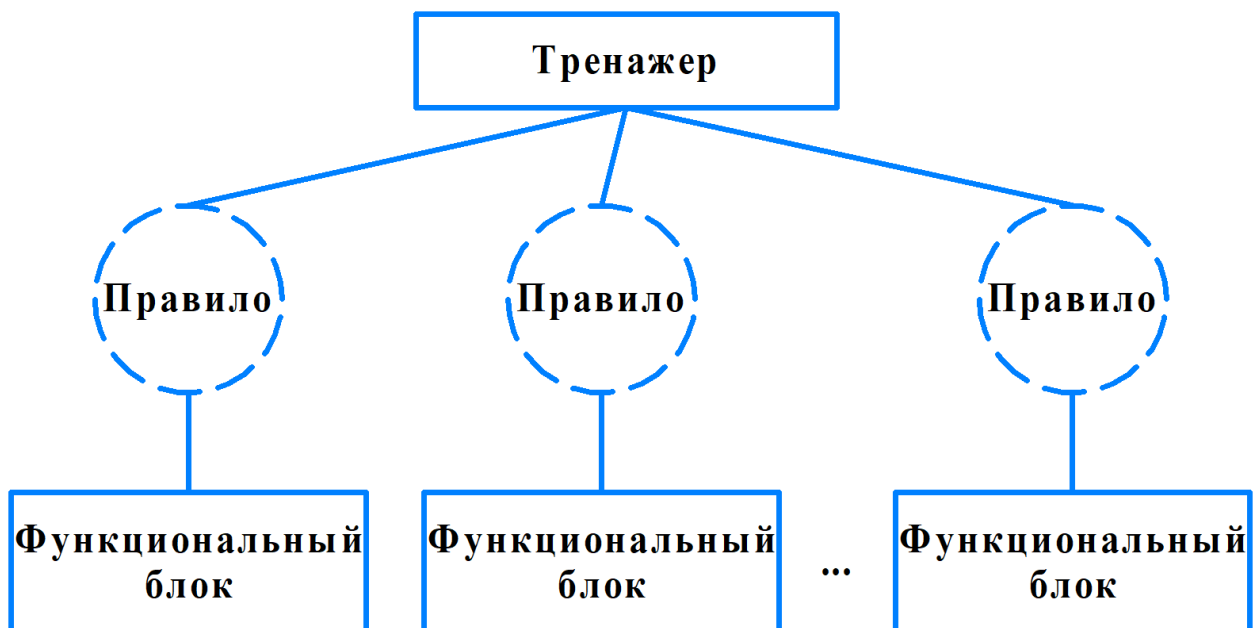 Тренажер
Правило
Правило
Правило
Функциональный
блок
Функциональный
блок
...
Функциональный
блок